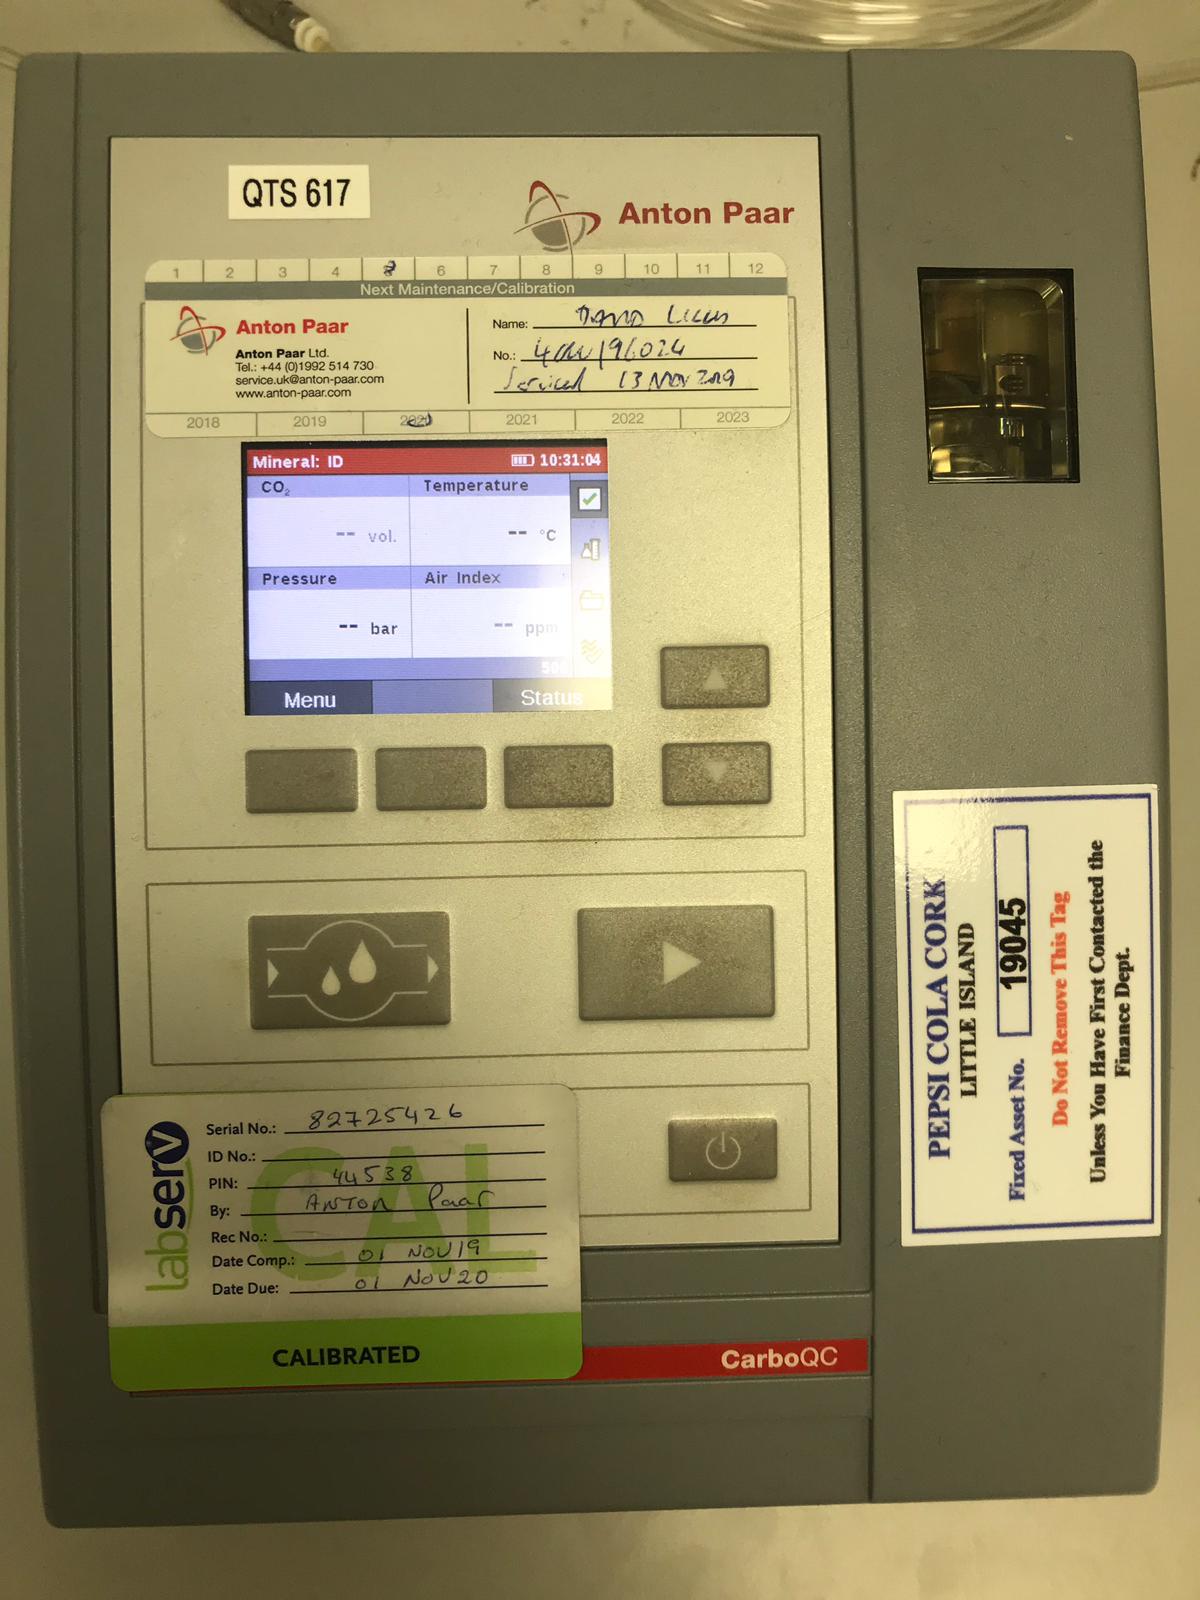 QTS 617
Anton Paar
1 2 3 4 6 7 8 9 10 11 12
Next Maintenance/Calibration
Anton Paar
Anton Paar Ltd.
Tel.: +44 (0)1992 514 730
service.uk@anton-paar.com
www.anton-paar.com
Name:
No.:
Serviced 13 NOV 2019
2018 2019 2020 2021 2022 2023
Mineral: ID 10:31:04
CO₂ Temperature
-- vol. -- °C
Pressure Air Index
-- bar -- ppm
Menu Status
PEPSI COLA CORK
LITTLE ISLAND
Fixed Asset No. 19045
Do Not Remove This Tag
Unless You Have First Contacted the
Finance Dept.
labserv
CAL
Serial No.: 82725426
ID No.:
PIN: 44538
By: ANTON Paar
Rec No.:
Date Comp.: 01 NOV 19
Date Due: 01 NOV 20
CALIBRATED
CarboQC